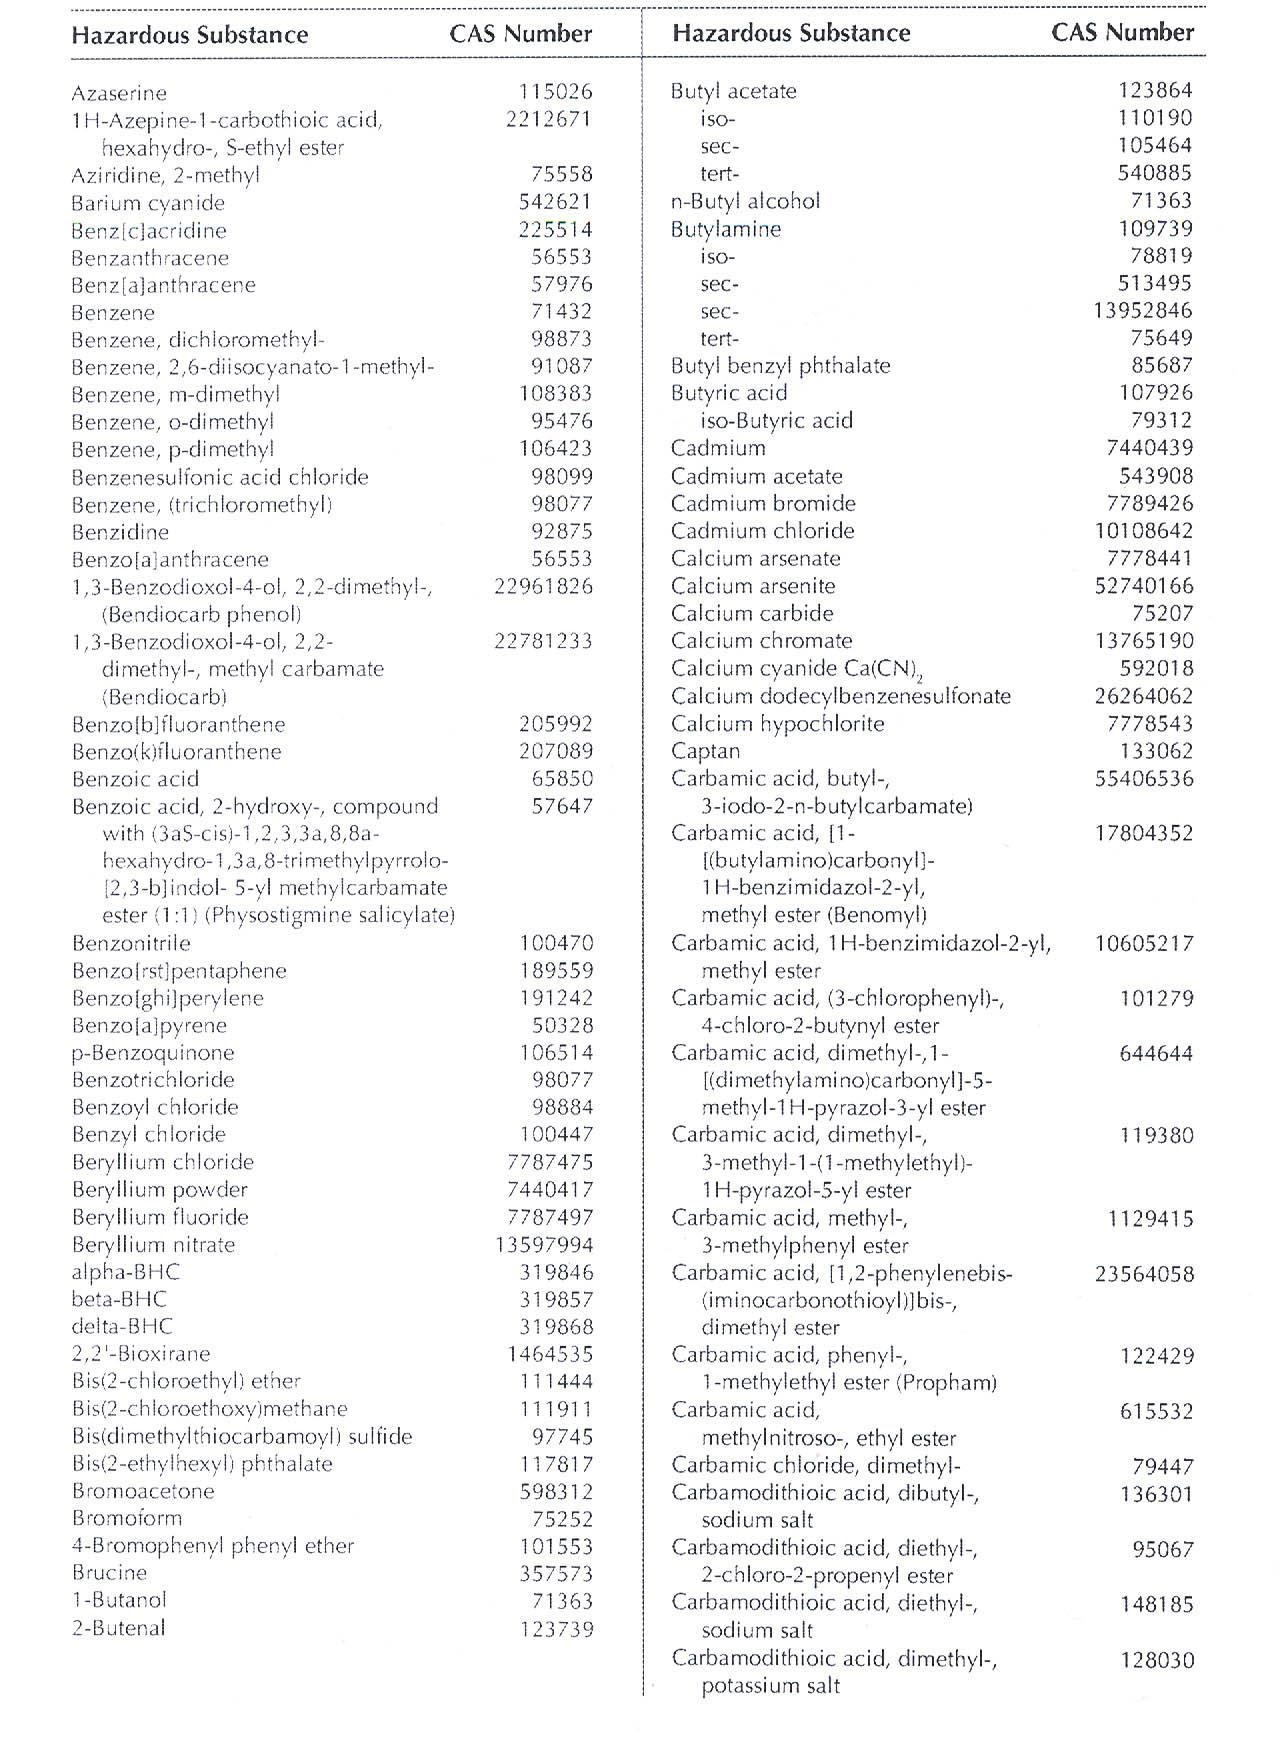 Hazardous Substance CAS Number
Azaserine 115026
1H-Azepine-1-carbothioic acid, 2212671
hexahydro-, S-ethyl ester
Aziridine, 2-methyl 75558
Barium cyanide 542621
Benz[c]acridine 225514
Benzanthracene 56553
Benz[a]anthracene 57976
Benzene 71432
Benzene, dichloromethyl- 98873
Benzene, 2,6-diisocyanato-1-methyl- 91087
Benzene, m-dimethyl 108383
Benzene, o-dimethyl 95476
Benzene, p-dimethyl 106423
Benzenesulfonic acid chloride 98099
Benzene, (trichloromethyl) 98077
Benzidine 92875
Benzo[a]anthracene 56553
1,3-Benzodioxol-4-ol, 2,2-dimethyl-, 22961826
(Bendiocarb phenol)
1,3-Benzodioxol-4-ol, 2,2- 22781233
dimethyl-, methyl carbamate
(Bendiocarb)
Benzo[b]fluoranthene 205992
Benzo(k)fluoranthene 207089
Benzoic acid 65850
Benzoic acid, 2-hydroxy-, compound 57647
with (3aS-cis)-1,2,3,3a,8,8a-
hexahydro-1,3a,8-trimethylpyrrolo-
[2,3-b]indol- 5-yl methylcarbamate
ester (1:1) (Physostigmine salicylate)
Benzonitrile 100470
Benzo[rst]pentaphene 189559
Benzo[ghi]perylene 191242
Benzo[a]pyrene 50328
p-Benzoquinone 106514
Benzotrichloride 98077
Benzoyl chloride 98884
Benzyl chloride 100447
Beryllium chloride 7787475
Beryllium powder 7440417
Beryllium fluoride 7787497
Beryllium nitrate 13597994
alpha-BHC 319846
beta-BHC 319857
delta-BHC 319868
2,2'-Bioxirane 1464535
Bis(2-chloroethyl) ether 111444
Bis(2-chloroethoxy)methane 111911
Bis(dimethylthiocarbamoyl) sulfide 97745
Bis(2-ethylhexyl) phthalate 117817
Bromoacetone 598312
Bromoform 75252
4-Bromophenyl phenyl ether 101553
Brucine 357573
1-Butanol 71363
2-Butenal 123739
Hazardous Substance CAS Number
Butyl acetate 123864
iso- 110190
sec- 105464
tert- 540885
n-Butyl alcohol 71363
Butylamine 109739
iso- 78819
sec- 513495
sec- 13952846
tert- 75649
Butyl benzyl phthalate 85687
Butyric acid 107926
iso-Butyric acid 79312
Cadmium 7440439
Cadmium acetate 543908
Cadmium bromide 7789426
Cadmium chloride 10108642
Calcium arsenate 7778441
Calcium arsenite 52740166
Calcium carbide 75207
Calcium chromate 13765190
Calcium cyanide Ca(CN)₂ 592018
Calcium dodecylbenzenesulfonate 26264062
Calcium hypochlorite 7778543
Captan 133062
Carbamic acid, butyl-, 55406536
3-iodo-2-n-butylcarbamate)
Carbamic acid, [1- 17804352
[(butylamino)carbonyl]-
1H-benzimidazol-2-yl,
methyl ester (Benomyl)
Carbamic acid, 1H-benzimidazol-2-yl, 10605217
methyl ester
Carbamic acid, (3-chlorophenyl)-, 101279
4-chloro-2-butynyl ester
Carbamic acid, dimethyl-,1- 644644
[(dimethylamino)carbonyl]-5-
methyl-1H-pyrazol-3-yl ester
Carbamic acid, dimethyl-, 119380
3-methyl-1-(1-methylethyl)-
1H-pyrazol-5-yl ester
Carbamic acid, methyl-, 1129415
3-methylphenyl ester
Carbamic acid, [1,2-phenylenebis- 23564058
(iminocarbonothioyl)]bis-,
dimethyl ester
Carbamic acid, phenyl-, 122429
1-methylethyl ester (Propham)
Carbamic acid, 615532
methylnitroso-, ethyl ester
Carbamic chloride, dimethyl- 79447
Carbamodithioic acid, dibutyl-, 136301
sodium salt
Carbamodithioic acid, diethyl-, 95067
2-chloro-2-propenyl ester
Carbamodithioic acid, diethyl-, 148185
sodium salt
Carbamodithioic acid, dimethyl-, 128030
potassium salt